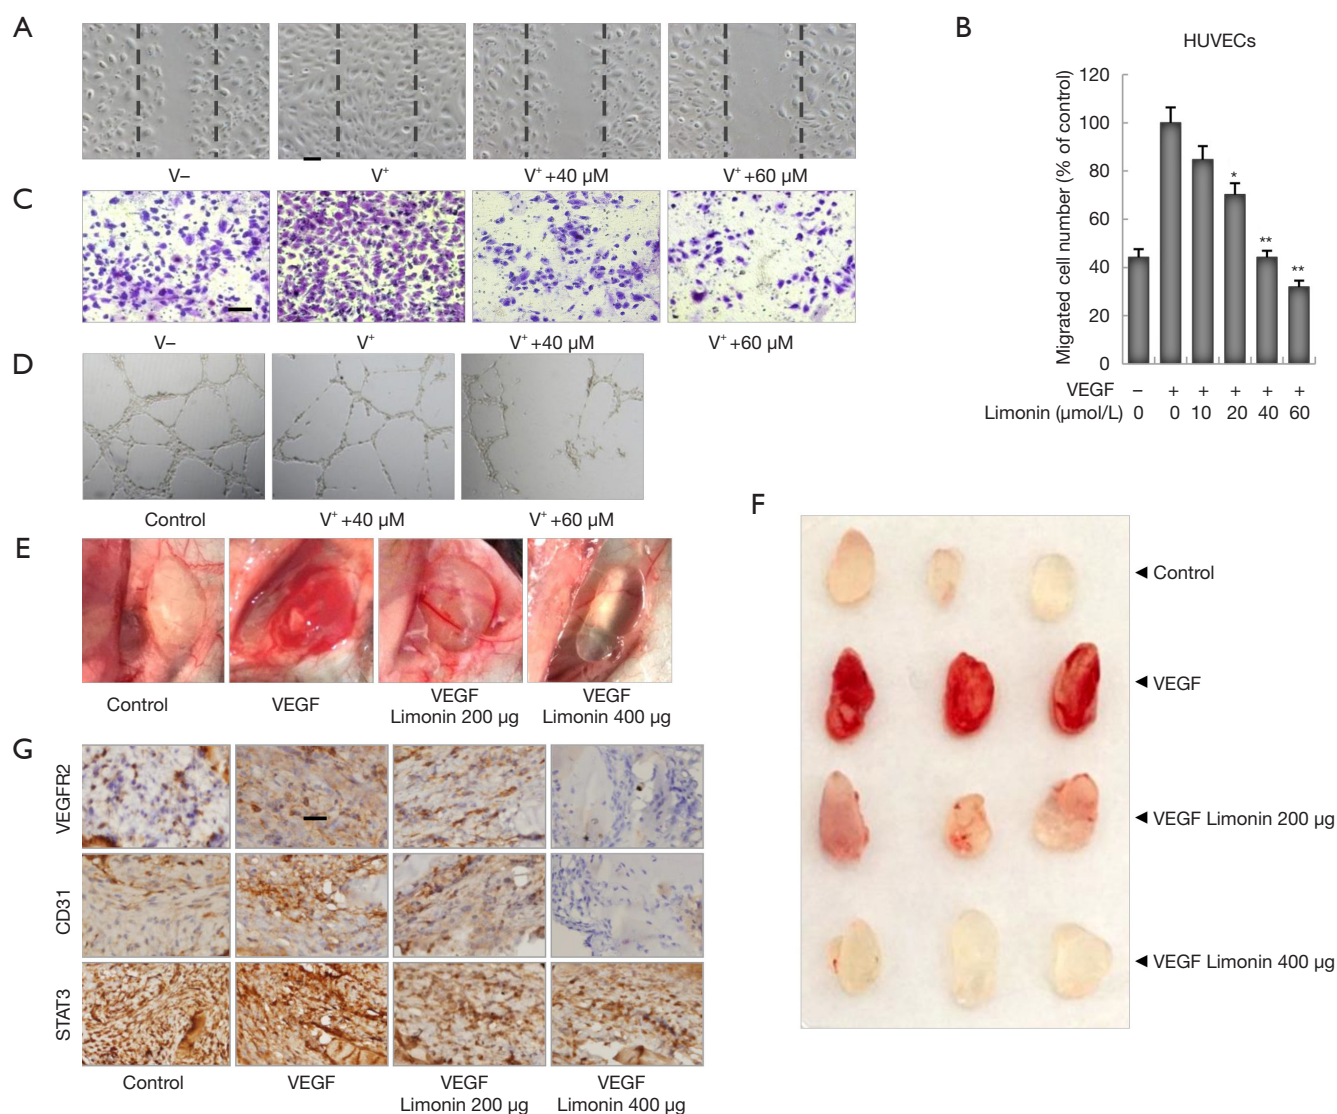 A
V–
V⁺
V⁺ +40 µM
V⁺ +60 µM
B
HUVECs
Migrated cell number (% of control)
120
100
80
60
40
20
0
*
**
**
VEGF – + + + + +
Limonin (µmol/L) 0 0 10 20 40 60
C
V–
V⁺
V⁺ +40 µM
V⁺ +60 µM
D
Control
V⁺ +40 µM
V⁺ +60 µM
E
Control
VEGF
VEGF
Limonin 200 µg
VEGF
Limonin 400 µg
F
Control
VEGF
VEGF Limonin 200 µg
VEGF Limonin 400 µg
G
VEGFR2
CD31
STAT3
Control
VEGF
VEGF
Limonin 200 µg
VEGF
Limonin 400 µg